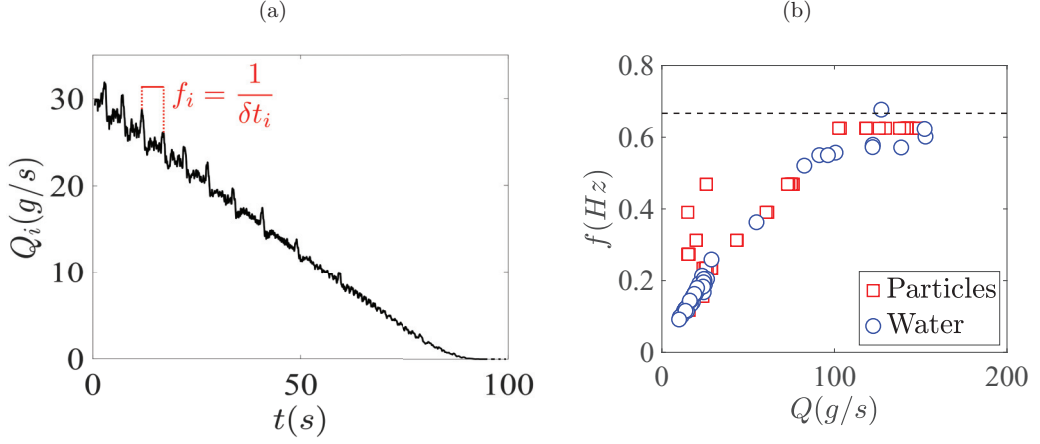 (a)
Q_i(g/s)
30
20
10
0
0
50
100
t(s)
f_i = 1/δt_i
(b)
f(Hz)
0.8
0.6
0.4
0.2
0
0
100
200
Q(g/s)
Particles
Water